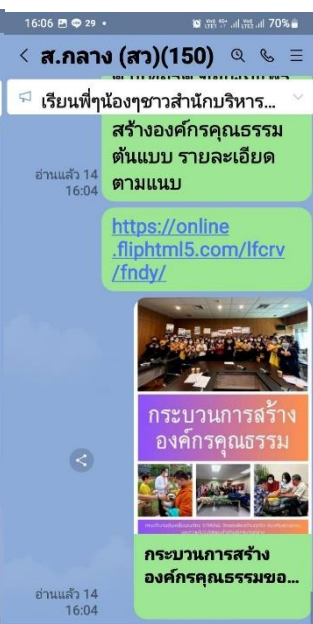 16:06
29
70%
ส.กลาง (สว)(150)
เรียนพี่ๆน้องๆชาวสำนักบริหาร...
สร้างองค์กรคุณธรรม
ต้นแบบ รายละเอียด
ตามแนบ
อ่านแล้ว 14
16:04
https://online
.fliphtml5.com/lfcrv
/fndy/
กระบวนการสร้าง
องค์กรคุณธรรม
กระบวนการสร้าง
องค์กรคุณธรรมขอ...
อ่านแล้ว 14
16:04